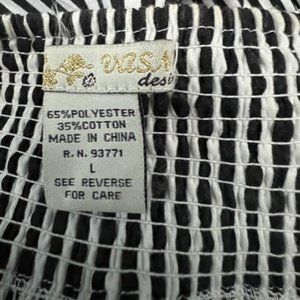 65%POLYESTER
35%COTTON
MADE IN CHINA
R.N. 93771
L
SEE REVERSE
FOR CARE